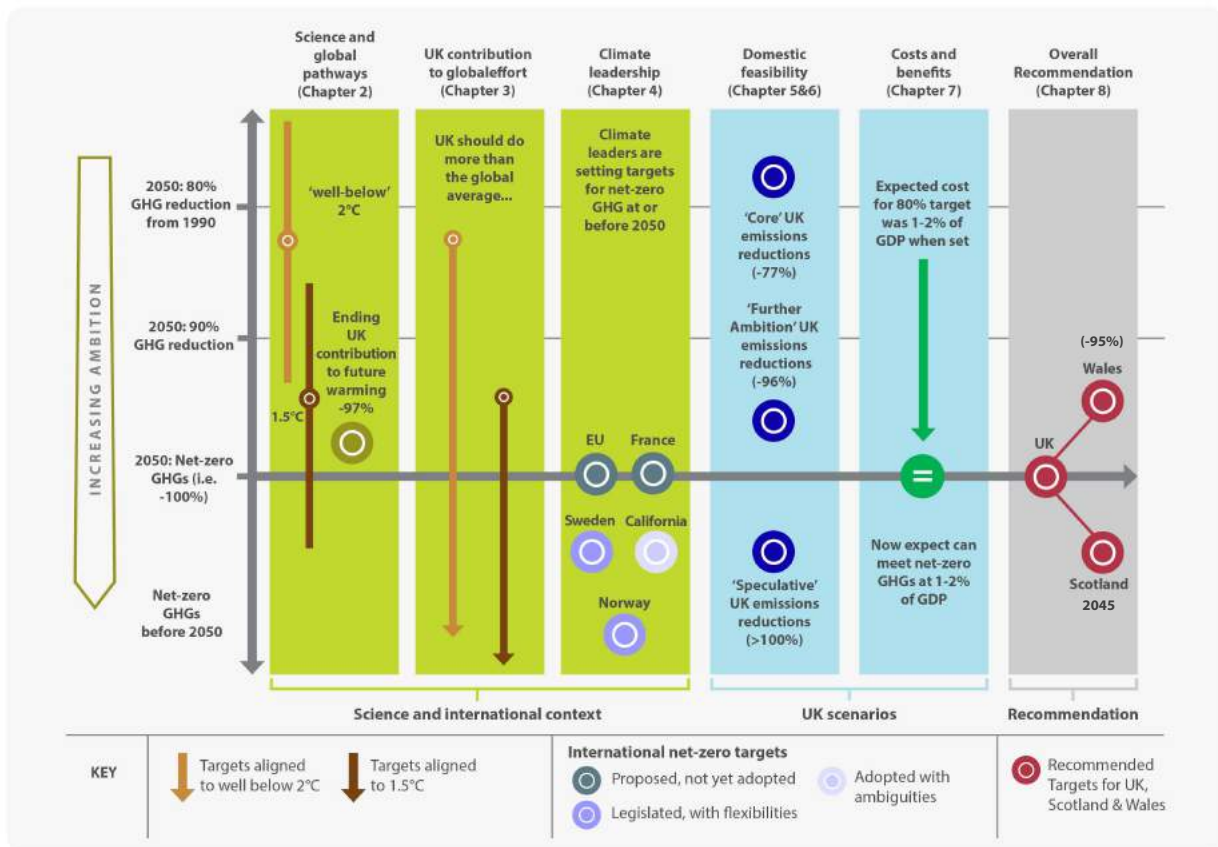 Science and
global
pathways
(Chapter 2)
UK contribution
to globaleffort
(Chapter 3)
Climate
leadership
(Chapter 4)
Domestic
feasibility
(Chapter 5&6)
Costs and
benefits
(Chapter 7)
Overall
Recommendation
(Chapter 8)
INCREASING AMBITION
2050: 80%
GHG reduction
from 1990
2050: 90%
GHG reduction
2050: Net-zero
GHGs (i.e.
-100%)
Net-zero
GHGs
before 2050
‘well-below’
2°C
Ending
UK
contribution
to future
warming
-97%
1.5°C
UK should do
more than
the global
average...
Climate
leaders are
setting targets
for net-zero
GHG at or
before 2050
EU
France
Sweden
California
Norway
‘Core’ UK
emissions
reductions
(-77%)
‘Further
Ambition’ UK
emissions
reductions
(-96%)
‘Speculative’
UK emissions
reductions
(>100%)
Expected cost
for 80% target
was 1-2% of
GDP when set
=
Now expect can
meet net-zero
GHGs at 1-2%
of GDP
(-95%)
Wales
UK
Scotland
2045
Science and international context
UK scenarios
Recommendation
KEY
Targets aligned
to well below 2°C
Targets aligned
to 1.5°C
International net-zero targets
Proposed, not yet adopted
Legislated, with flexibilities
Adopted with
ambiguities
Recommended
Targets for UK,
Scotland & Wales